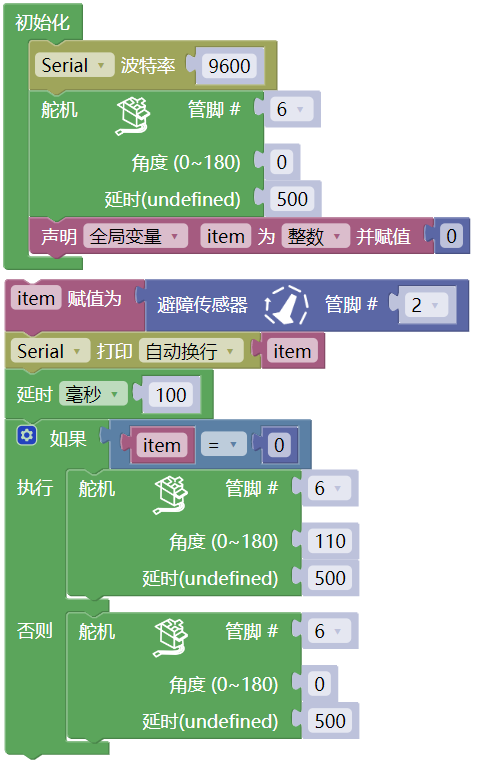 初始化
Serial 波特率 9600
舵机 管脚 # 6
角度 (0~180) 0
延时(undefined) 500
声明 全局变量 item 为 整数 并赋值 0
item 赋值为 避障传感器 管脚 # 2
Serial 打印 自动换行 item
延时 毫秒 100
如果 item = 0
执行 舵机 管脚 # 6
角度 (0~180) 110
延时(undefined) 500
否则 舵机 管脚 # 6
角度 (0~180) 0
延时(undefined) 500